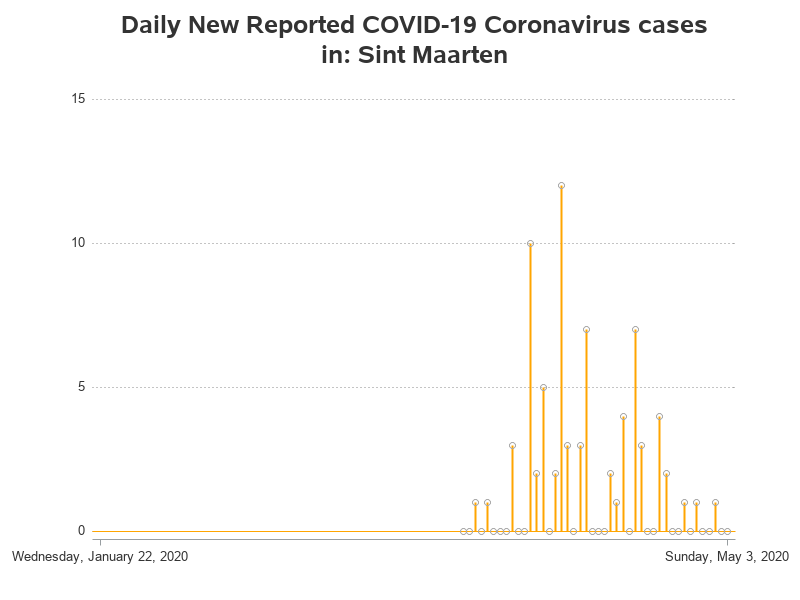 Daily New Reported COVID-19 Coronavirus cases
in: Sint Maarten
15
10
5
0
Wednesday, January 22, 2020 Sunday, May 3, 2020